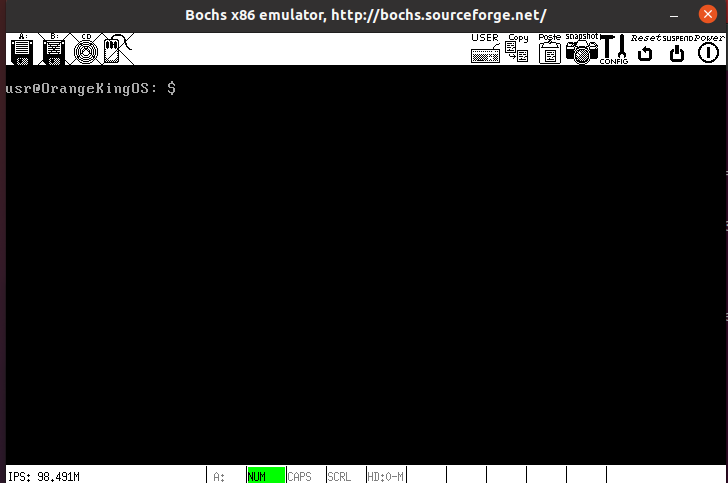 Bochs x86 emulator, http://bochs.sourceforge.net/
A: B: CD USER Copy Paste snapshot CONFIG Reset SUSPEND Power
usr@OrangeKingOS: $
IPS: 98.491M A: NUM CAPS SCRL HD:0-M